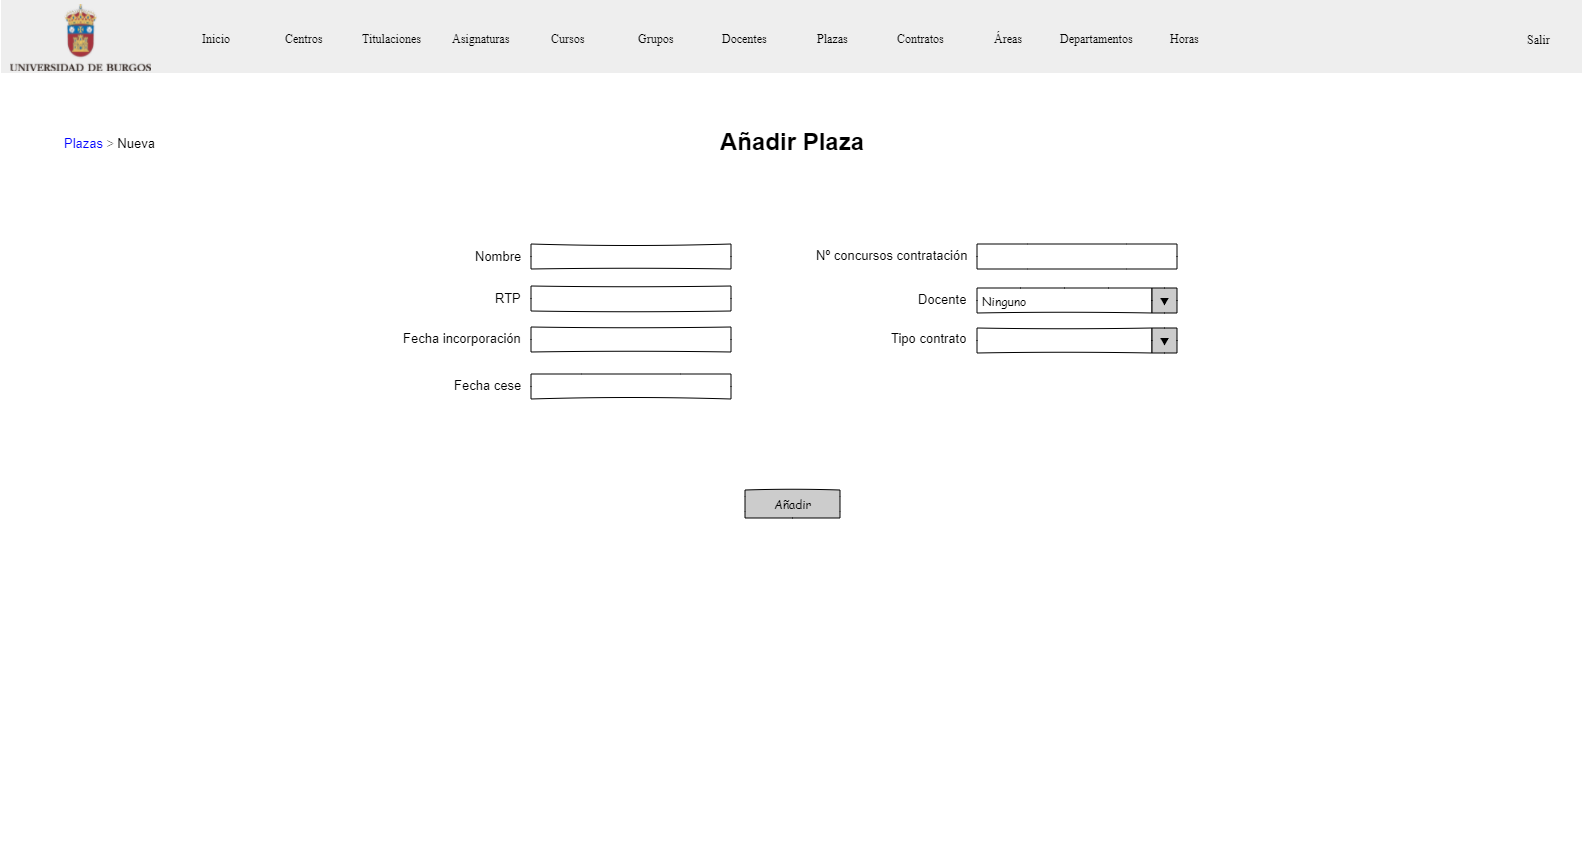 UNIVERSIDAD DE BURGOS
Inicio Centros Titulaciones Asignaturas Cursos Grupos Docentes Plazas Contratos Áreas Departamentos Horas Salir
Plazas > Nueva
Añadir Plaza
Nombre
Nº concursos contratación
RTP
Docente Ninguno ▼
Fecha incorporación
Tipo contrato ▼
Fecha cese
Añadir